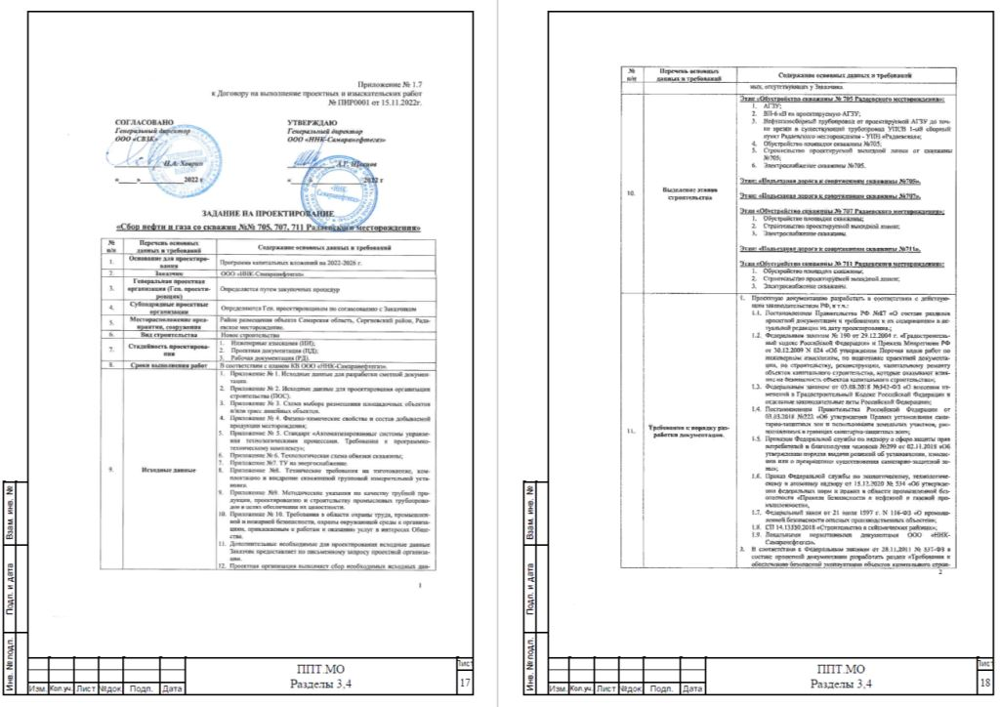 Приложение № 1.7
к Договору на выполнение проектных и изыскательских работ
№ ПИР0001 от 15.11.2022г.
СОГЛАСОВАНО
Генеральный директор
ООО «СВЗК»
«___»__________2022 г
УТВЕРЖДАЮ
Генеральный директор
ООО «ННК-Самаранефтегаз»
«___»__________2022 г
ЗАДАНИЕ НА ПРОЕКТИРОВАНИЕ
«Сбор нефти и газа со скважин №№ 705, 707, 711 Радаевского месторождения»
№ п/п
Перечень основных данных и требований
Содержание основных данных и требований
1.
Основание для проектирования
Программа капитальных вложений на 2022-2026 г.
2.
Заказчик
ООО «ННК-Самаранефтегаз»
3.
Генеральная проектная организация (Ген. проектировщик)
Определяется путем закупочных процедур
4.
Субподрядные проектные организации
Определяются Ген. проектировщиком по согласованию с Заказчиком
5.
Месторасположение предприятия, сооружения
Район размещения объекта Самарская область, Сергиевский район, Радаевское месторождение.
6.
Вид строительства
Новое строительство
7.
Стадийность проектирования
1. Инженерные изыскания (ИИ);
2. Проектная документация (ПД);
3. Рабочая документация (РД).
8.
Сроки выполнения работ
В соответствии с планом КВ ООО «ННК-Самаранефтегаз».
9.
Исходные данные
1. Приложение № 1. Исходные данные для разработки сметной документации.
2. Приложение № 2. Исходные данные для проектирования организации строительства (ПОС).
3. Приложение № 3. Схема выбора размещения площадочных объектов и/или трасс линейных объектов.
4. Приложение № 4. Физико-химические свойства и состав добываемой продукции месторождения;
5. Приложение № 5. Стандарт «Автоматизированные системы управления технологическими процессами. Требования к программно-техническому комплексу»;
6. Приложение № 6. Технологическая схема обвязки скважины;
7. Приложение №7. ТУ на энергоснабжение.
8. Приложение №8. Технические требования на изготовление, комплектацию и внедрение скважинной групповой измерительной установки.
9. Приложение №9. Методические указания по качеству трубной продукции, проектированию и строительству промысловых трубопроводов в целях обеспечения их целостности.
10. Приложение № 10. Требования в области охраны труда, промышленной и пожарной безопасности, охраны окружающей среды к организациям, привлекаемым к работам и оказанию услуг в интересах Общества.
11. Дополнительные необходимые для проектирования исходные данные Заказчик предоставляет по письменному запросу проектной организации.
12. Проектная организация выполняет сбор необходимых исходных дан-
1
Взам. инв. №
Подп. и дата
Инв. № подл.
Изм. Кол.уч. Лист №док. Подп. Дата
ППТ.МО
Разделы 3,4
Лист
17
№ п/п
Перечень основных данных и требований
Содержание основных данных и требований
ных, отсутствующих у Заказчика.
10.
Выделение этапов строительства
Этап «Обустройство скважины № 705 Радаевского месторождения»:
1. АГЗУ;
2. ВЛ-6 кВ на проектируемую АГЗУ;
3. Нефтегазосборный трубопровод от проектируемой АГЗУ до точки врезки в существующий трубопровод УПСВ 1-ый сборный пункт Радаевского месторождения - УПН «Радаевская»;
4. Обустройство площадки скважины №705;
5. Строительство проектируемой выкидной линии от скважины №705;
6. Электроснабжение скважины №705.
Этап: «Подъездная дорога к сооружениям скважины №705».
Этап: «Подъездная дорога к сооружениям скважины №707».
Этап «Обустройство скважины № 707 Радаевского месторождения»:
1. Обустройство площадки скважины;
2. Строительство проектируемой выкидной линии;
3. Электроснабжение скважины.
Этап: «Подъездная дорога к сооружениям скважины №711».
Этап «Обустройство скважины № 711 Радаевского месторождения»:
1. Обустройство площадки скважины;
2. Строительство проектируемой выкидной линии;
3. Электроснабжение скважины.
11.
Требования к порядку разработки документации.
1. Проектную документацию разработать в соответствии с действующим законодательством РФ, в т.ч.:
1.1. Постановлением Правительства РФ №87 «О составе разделов проектной документации и требованиях к их содержанию» в актуальной редакции на дату проектирования.;
1.2. Федеральным законом № 190 от 29.12.2004 г. «Градостроительный кодекс Российской Федерации» и Приказа Минрегиона РФ от 30.12.2009 N 624 «Об утверждении Перечня видов работ по инженерным изысканиям, по подготовке проектной документации, по строительству, реконструкции, капитальному ремонту объектов капитального строительства, которые оказывают влияние на безопасность объектов капитального строительства»;
1.3. Федеральным законом от 03.08.2018 №342-ФЗ «О внесении изменений в Градостроительный Кодекс Российской Федерации и отдельные законодательные акты Российской Федерации»;
1.4. Постановлением Правительства Российской Федерации от 03.03.2018 №222 «Об утверждении Правил установления санитарно-защитных зон и использования земельных участков, расположенных в границах санитарно-защитных зон»;
1.5. Приказом Федеральной службы по надзору в сфере защиты прав потребителей и благополучия человека №299 от 02.11.2018
1.6. Приказ Федеральной службы по экологическому, технологическому и атомному надзору от 15.12.2020 № 534 «Об утверждении федеральных норм и правил в области промышленной безопасности «Правила безопасности в нефтяной и газовой промышленности»,
1.7. Федеральный закон от 21 июля 1997 г. N 116-ФЗ «О промышленной безопасности опасных производственных объектов»;
1.8. СП 14.13330.2018 «Строительство в сейсмических районах»;
1.9. Локальными нормативными документами ООО «ННК-Самаранефтегаз».
2. В соответствии с Федеральным законом от 28.11.2011 № 337-ФЗ в составе проектной документации разработать раздел «Требования к обеспечению безопасной эксплуатации объектов капитального строи-
2
Взам. инв. №
Подп. и дата
Инв. № подл.
Изм. Кол.уч. Лист №док. Подп. Дата
ППТ.МО
Разделы 3,4
Лист
18